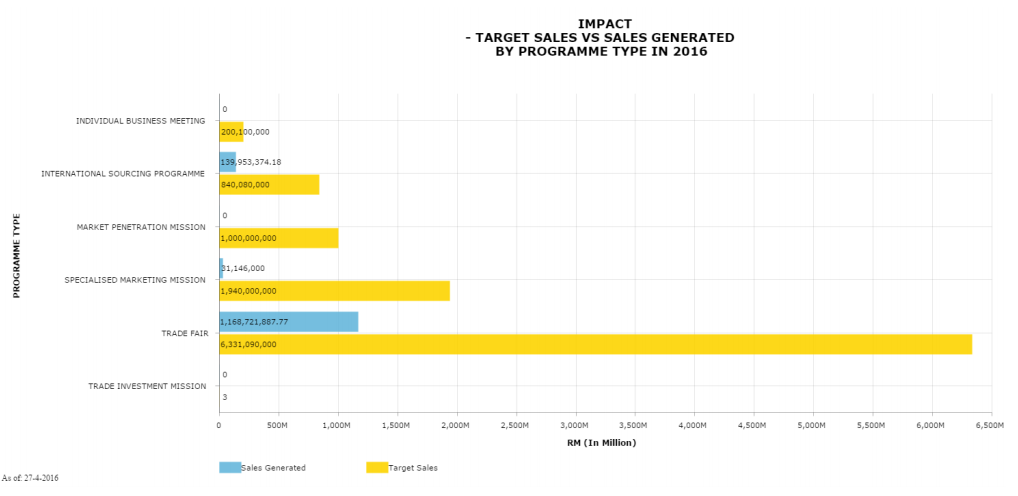 IMPACT
- TARGET SALES VS SALES GENERATED
BY PROGRAMME TYPE IN 2016
PROGRAMME TYPE
0
INDIVIDUAL BUSINESS MEETING
200,100,000
139,953,374.18
INTERNATIONAL SOURCING PROGRAMME
840,080,000
0
MARKET PENETRATION MISSION
1,000,000,000
31,146,000
SPECIALISED MARKETING MISSION
1,940,000,000
1,168,721,887.77
TRADE FAIR
6,331,090,000
0
TRADE INVESTMENT MISSION
3
0 500M 1,000M 1,500M 2,000M 2,500M 3,000M 3,500M 4,000M 4,500M 5,000M 5,500M 6,000M 6,500M
RM (In Million)
Sales Generated Target Sales
As of: 27-4-2016